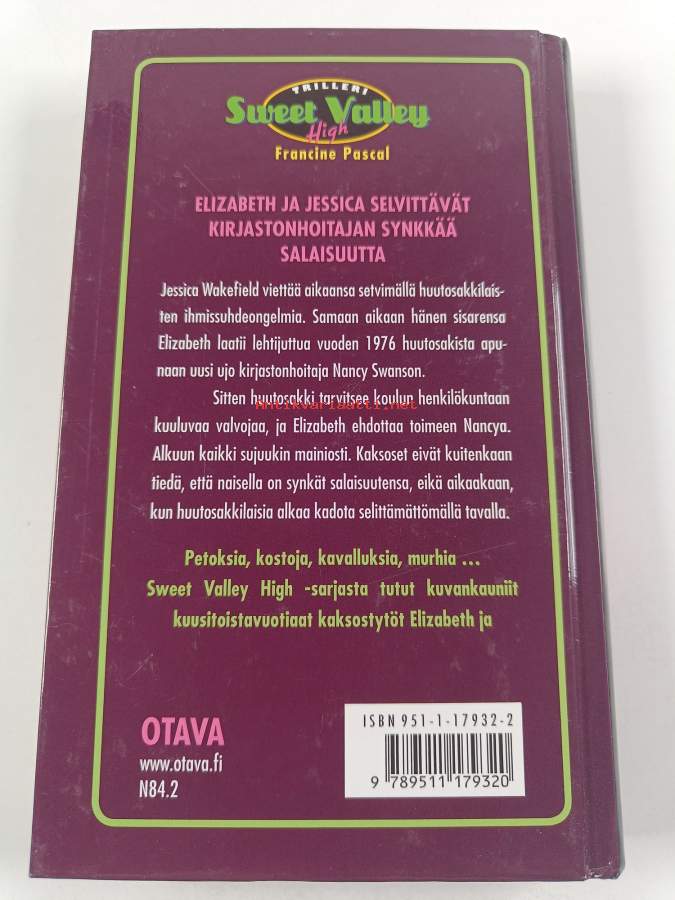 TRILLERI
Sweet Valley
High
Francine Pascal
ELIZABETH JA JESSICA SELVITTÄVÄT
KIRJASTONHOITAJAN SYNKKÄÄ
SALAISUUTTA
Jessica Wakefield viettää aikaansa setvimällä huutosakkilais-
ten ihmissuhdeongelmia. Samaan aikaan hänen sisarensa
Elizabeth laatii lehtijuttua vuoden 1976 huutosakista apu-
naan uusi ujo kirjastonhoitaja Nancy Swanson.
Sitten huutosakki tarvitsee koulun henkilökuntaan
Antikvariaatti.net
kuuluvaa valvojaa, ja Elizabeth ehdottaa toimeen Nancya.
Alkuun kaikki sujuukin mainiosti. Kaksoset eivät kuitenkaan
tiedä, että naisella on synkät salaisuutensa, eikä aikaakaan,
kun huutosakkilaisia alkaa kadota selittämättömällä tavalla.
Petoksia, kostoja, kavalluksia, murhia ...
Sweet Valley High -sarjasta tutut kuvankauniit
kuusitoistavuotiaat kaksostytöt Elizabeth ja
OTAVA
www.otava.fi
N84.2
ISBN 951-1-17932-2
9 789511 179320